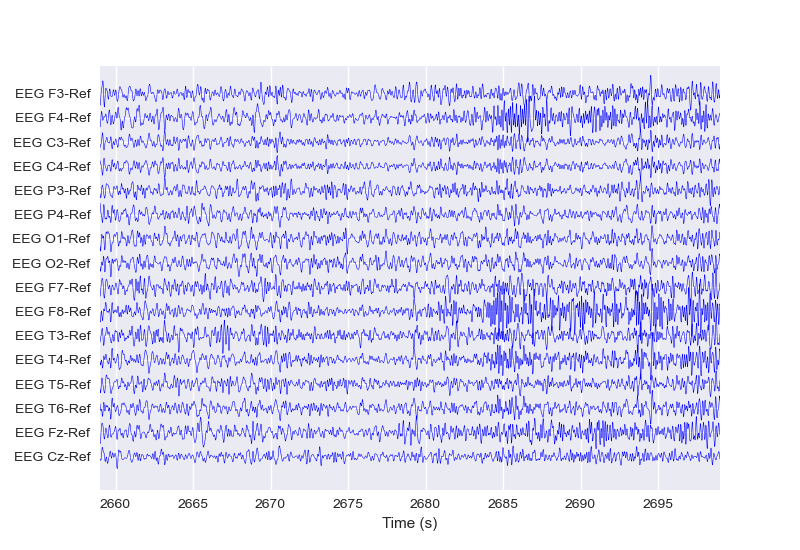 EEG F3-Ref
EEG F4-Ref
EEG C3-Ref
EEG C4-Ref
EEG P3-Ref
EEG P4-Ref
EEG O1-Ref
EEG O2-Ref
EEG F7-Ref
EEG F8-Ref
EEG T3-Ref
EEG T4-Ref
EEG T5-Ref
EEG T6-Ref
EEG Fz-Ref
EEG Cz-Ref
2660 2665 2670 2675 2680 2685 2690 2695
Time (s)